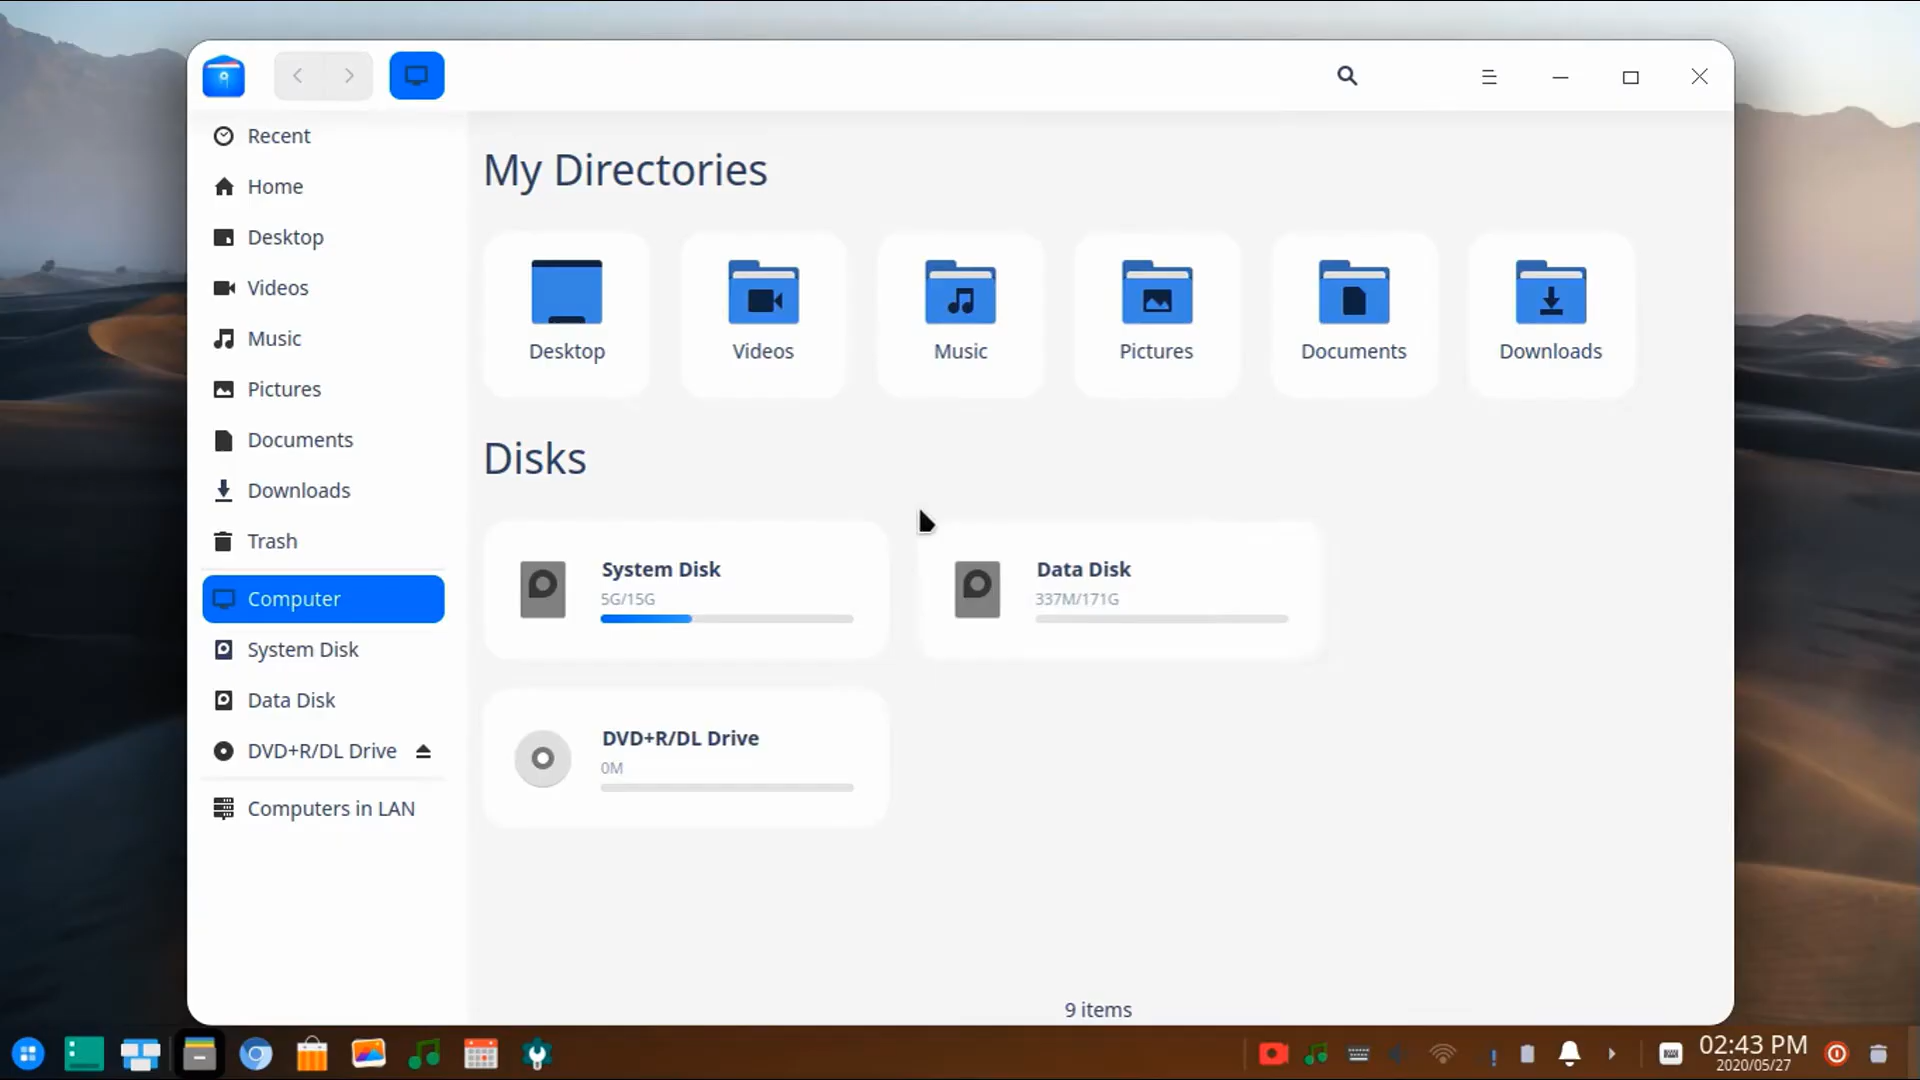 Recent
Home
Desktop
Videos
Music
Pictures
Documents
Downloads
Trash
Computer
System Disk
Data Disk
DVD+R/DL Drive
Computers in LAN
My Directories
Desktop
Videos
Music
Pictures
Documents
Downloads
Disks
System Disk
5G/15G
Data Disk
337M/171G
DVD+R/DL Drive
0M
9 items
02:43 PM
2020/05/27